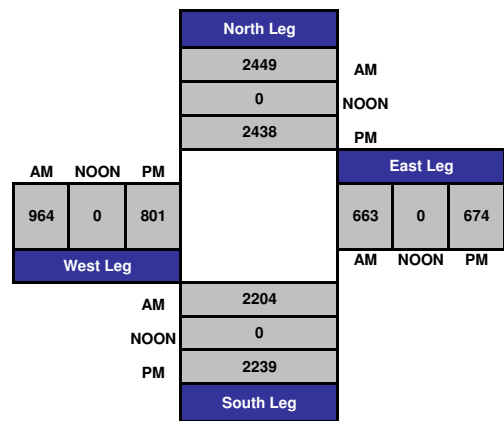 North Leg
2449 AM
0 NOON
2438 PM
AM NOON PM
East Leg
964 0 801
663 0 674
West Leg
AM NOON PM
AM 2204
NOON 0
PM 2239
South Leg